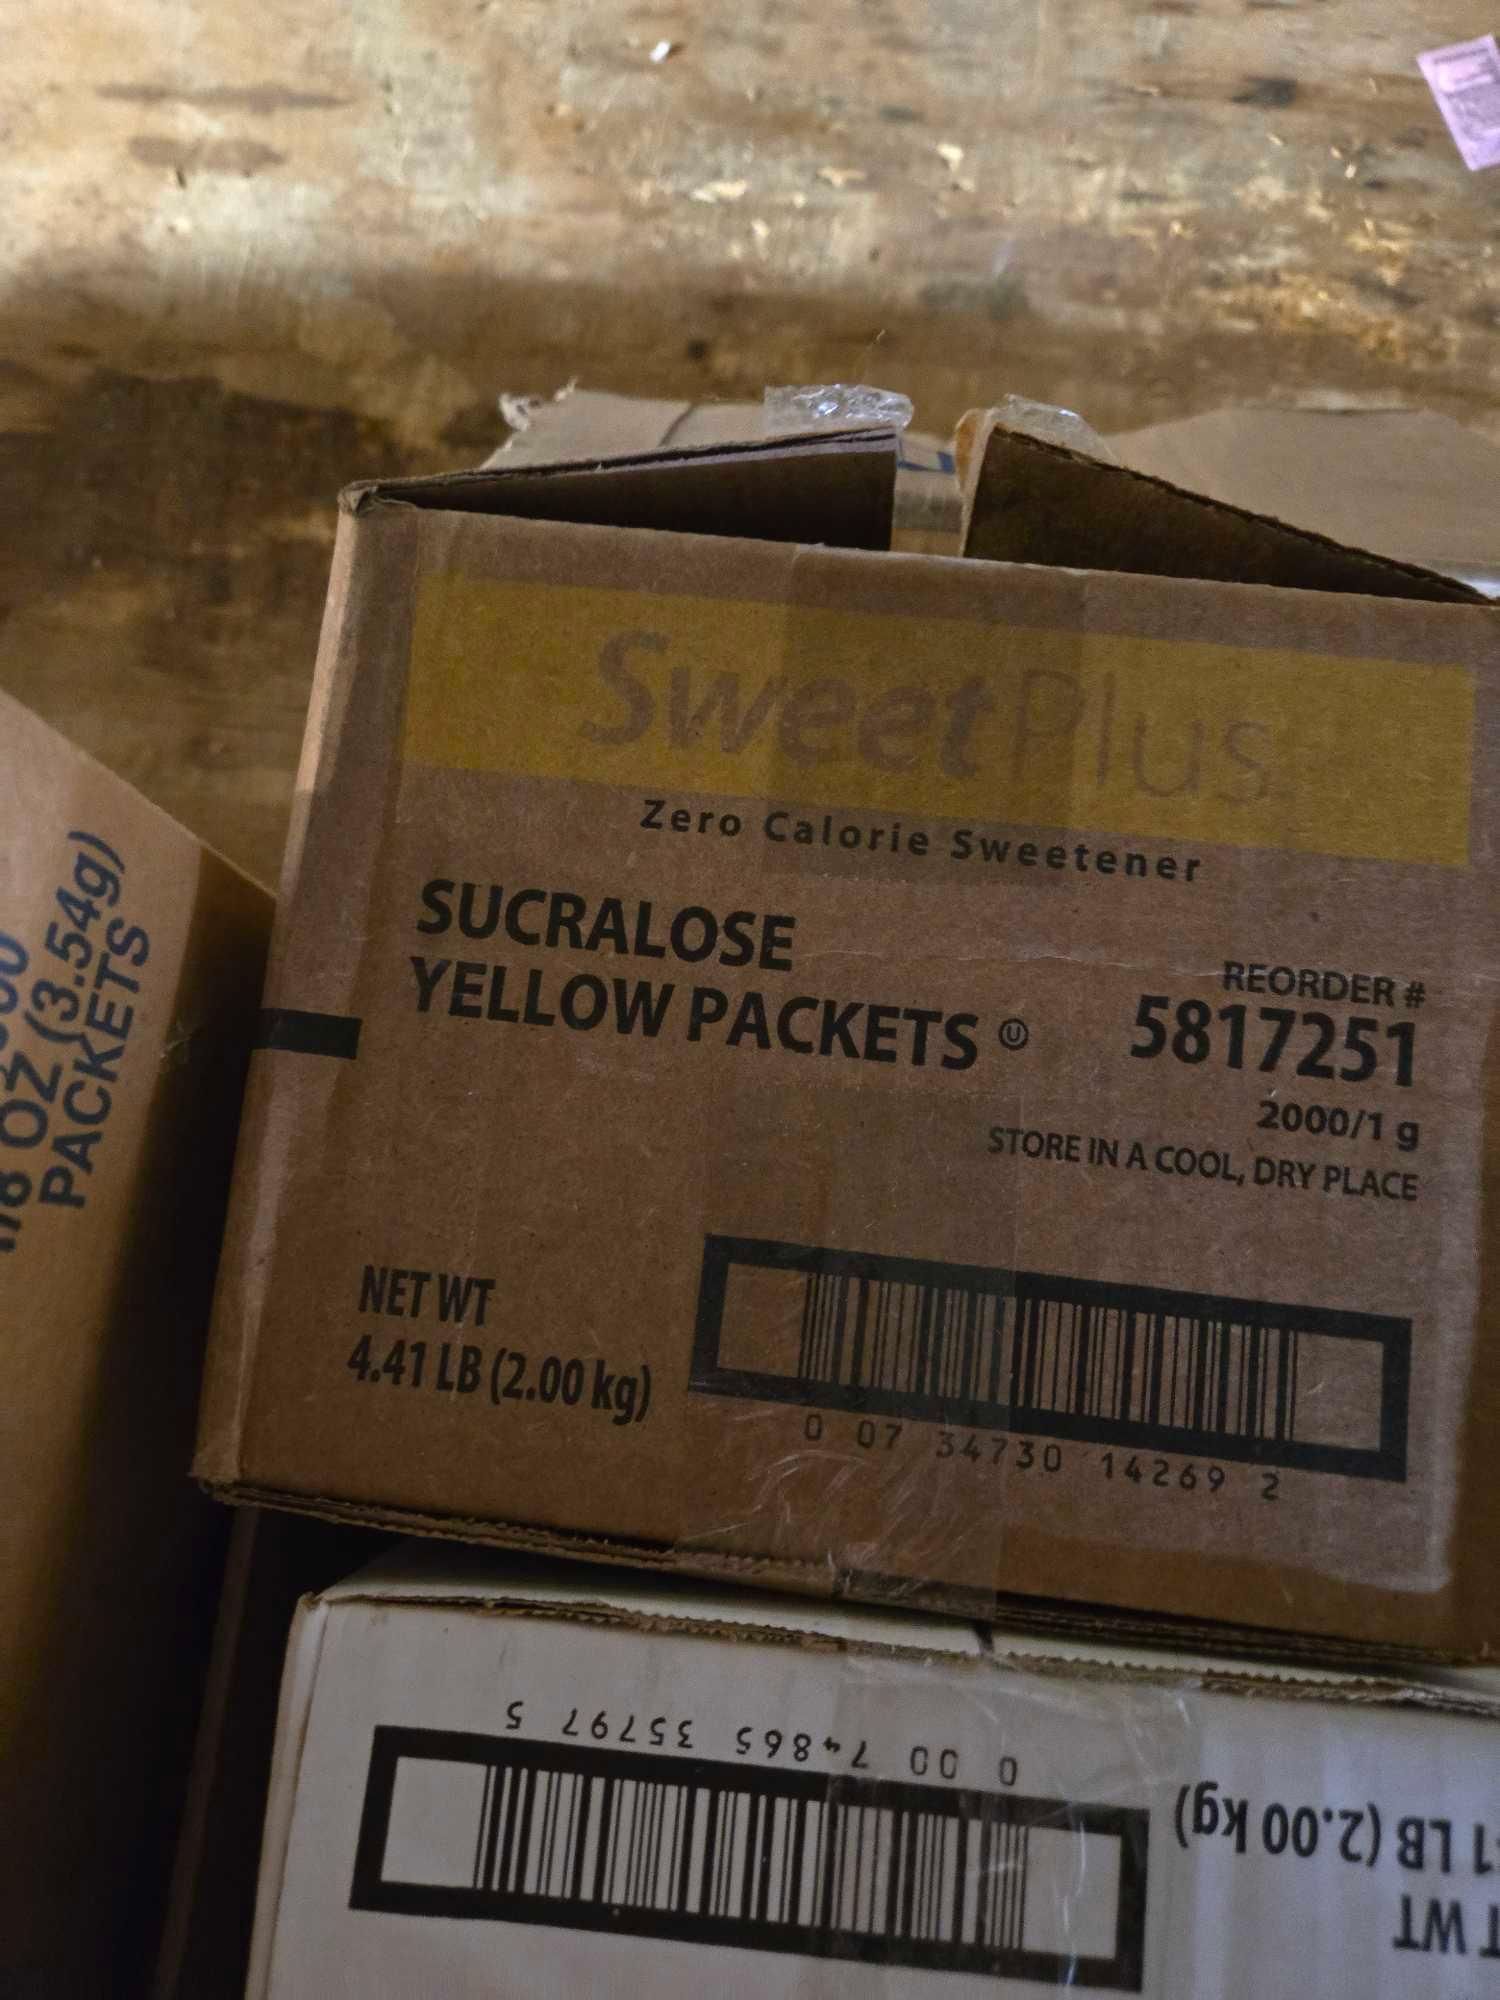 SweetPlus
Zero Calorie Sweetener
SUCRALOSE
YELLOW PACKETS Ⓤ
REORDER #
5817251
2000/1 g
STORE IN A COOL, DRY PLACE
NET WT
4.41 LB (2.00 kg)
0 07 34730 14269 2
OZ (3.54g)
PACKETS
0 00 74865 35797 5
1 LB (2.00 kg)
T WT